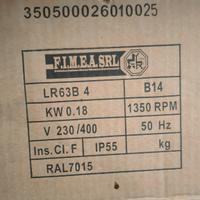 350500026010025
F.I.M.E.A SRL
LR63B 4 B14
KW 0.18 1350 RPM
V 230/400 50 Hz
Ins.Cl.F IP55 kg
RAL7015